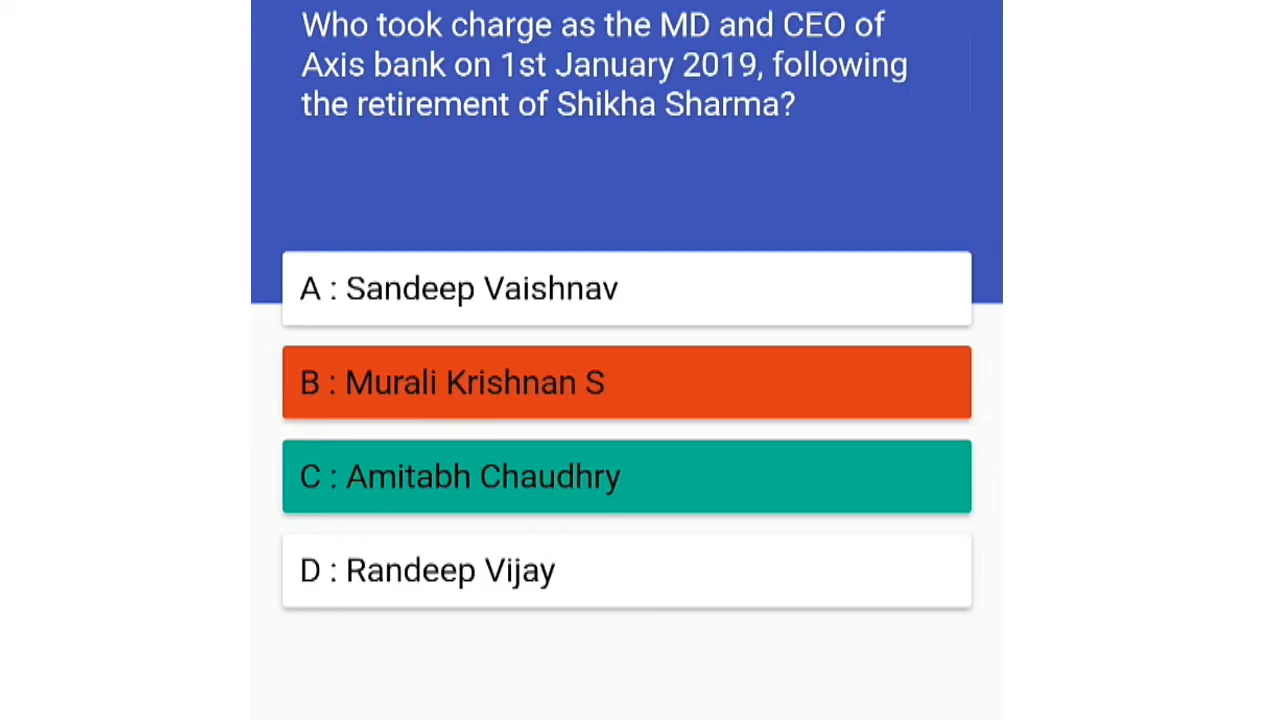 Who took charge as the MD and CEO of
Axis bank on 1st January 2019, following
the retirement of Shikha Sharma?
A : Sandeep Vaishnav
B : Murali Krishnan S
C : Amitabh Chaudhry
D : Randeep Vijay